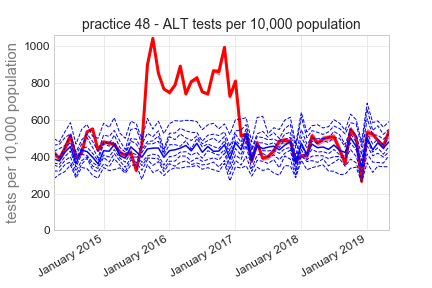 practice 48 - ALT tests per 10,000 population
tests per 10,000 population
1000
800
600
400
200
0
January 2015
January 2016
January 2017
January 2018
January 2019